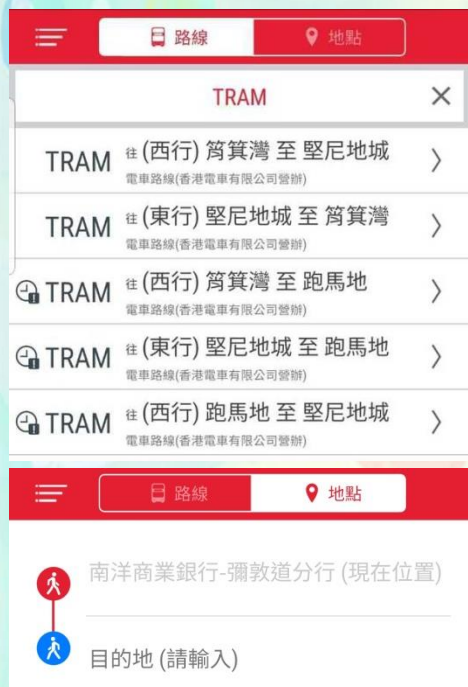 路線
地點
TRAM
TRAM 往 (西行) 筲箕灣 至 堅尼地城
電車路線(香港電車有限公司營辦)
TRAM 往 (東行) 堅尼地城 至 筲箕灣
電車路線(香港電車有限公司營辦)
TRAM 往 (西行) 筲箕灣 至 跑馬地
電車路線(香港電車有限公司營辦)
TRAM 往 (東行) 堅尼地城 至 跑馬地
電車路線(香港電車有限公司營辦)
TRAM 往 (西行) 跑馬地 至 堅尼地城
電車路線(香港電車有限公司營辦)
路線
地點
南洋商業銀行-彌敦道分行 (現在位置)
目的地 (請輸入)